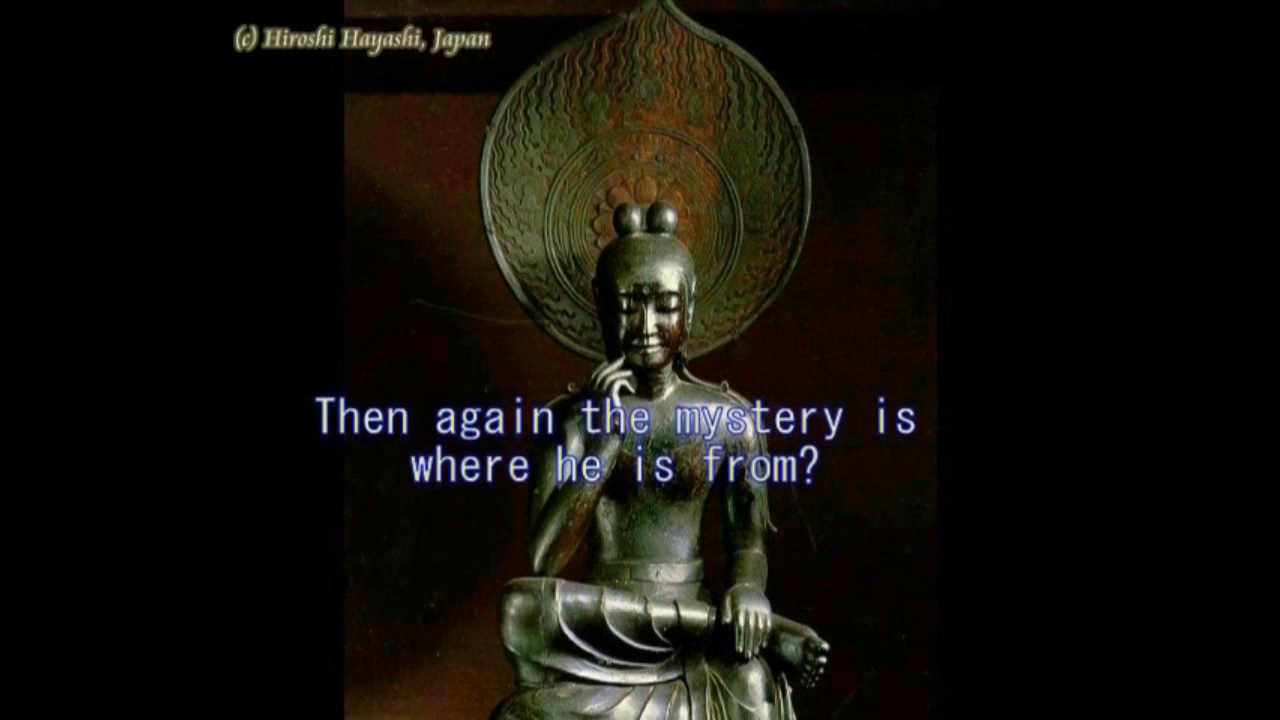 (c) Hiroshi Hayashi, Japan
Then again the mystery is
where he is from?